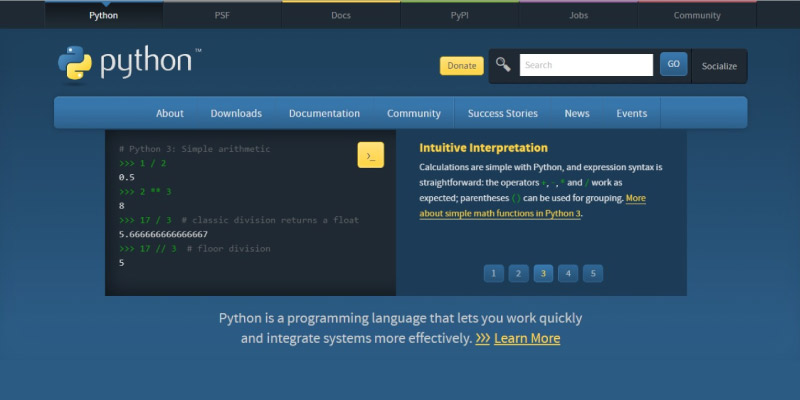 Python PSF Docs PyPI Jobs Community
python™
Donate Search GO Socialize
About Downloads Documentation Community Success Stories News Events
# Python 3: Simple arithmetic
>>> 1 / 2
0.5
>>> 2 ** 3
8
>>> 17 / 3  # classic division returns a float
5.666666666666667
>>> 17 // 3  # floor division
5
>_
Intuitive Interpretation
Calculations are simple with Python, and expression syntax is
straightforward: the operators +, -, * and / work as
expected; parentheses () can be used for grouping. More
about simple math functions in Python 3.
1 2 3 4 5
Python is a programming language that lets you work quickly
and integrate systems more effectively. >>> Learn More